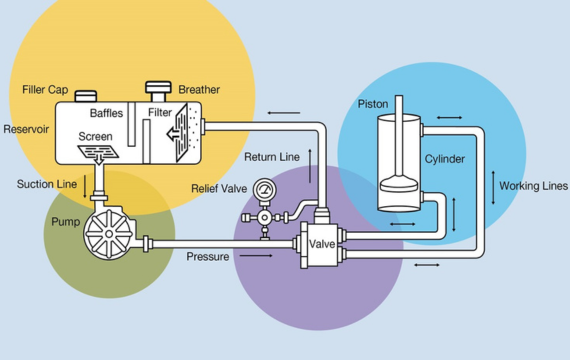 Filler Cap
Breather
Baffles
Filter
Reservoir
Screen
Suction Line
Pump
Pressure
Return Line
Relief Valve
Valve
Piston
Cylinder
Working Lines